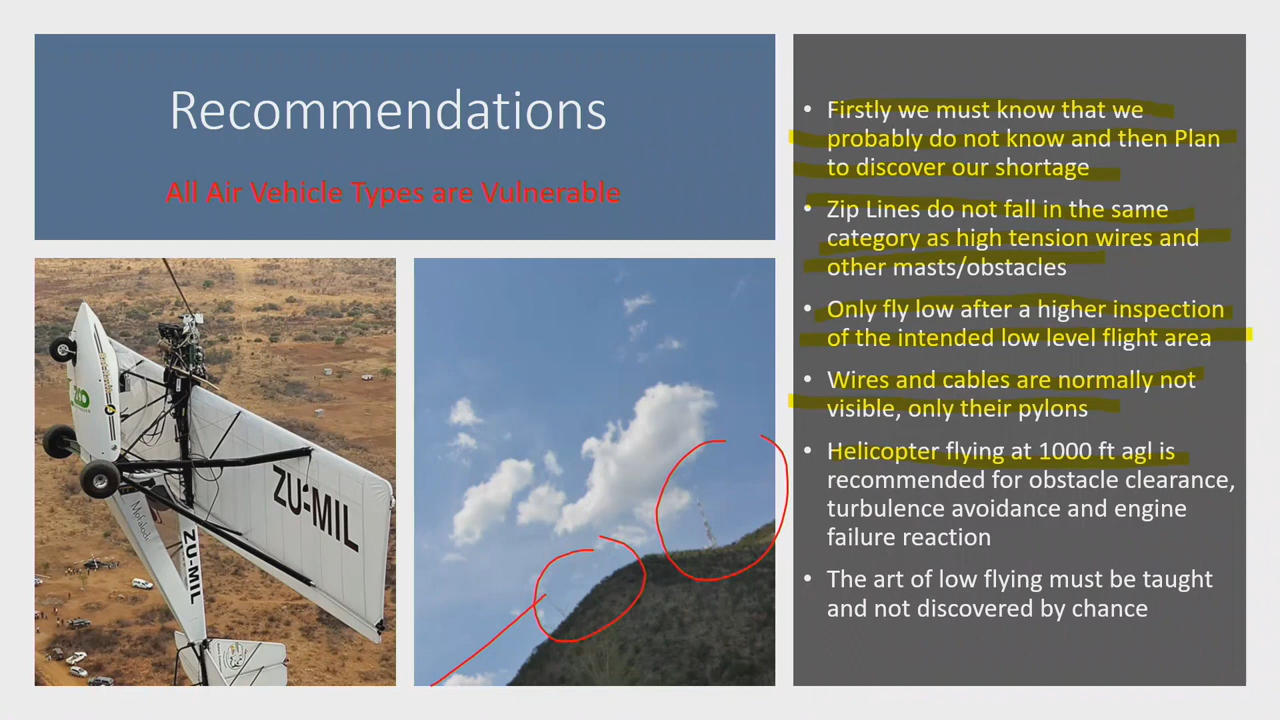 Recommendations
All Air Vehicle Types are Vulnerable
• Firstly we must know that we
probably do not know and then Plan
to discover our shortage
• Zip Lines do not fall in the same
category as high tension wires and
other masts/obstacles
• Only fly low after a higher inspection
of the intended low level flight area
• Wires and cables are normally not
visible, only their pylons
• Helicopter flying at 1000 ft agl is
recommended for obstacle clearance,
turbulence avoidance and engine
failure reaction
• The art of low flying must be taught
and not discovered by chance
ZU-MIL
ZU-MIL